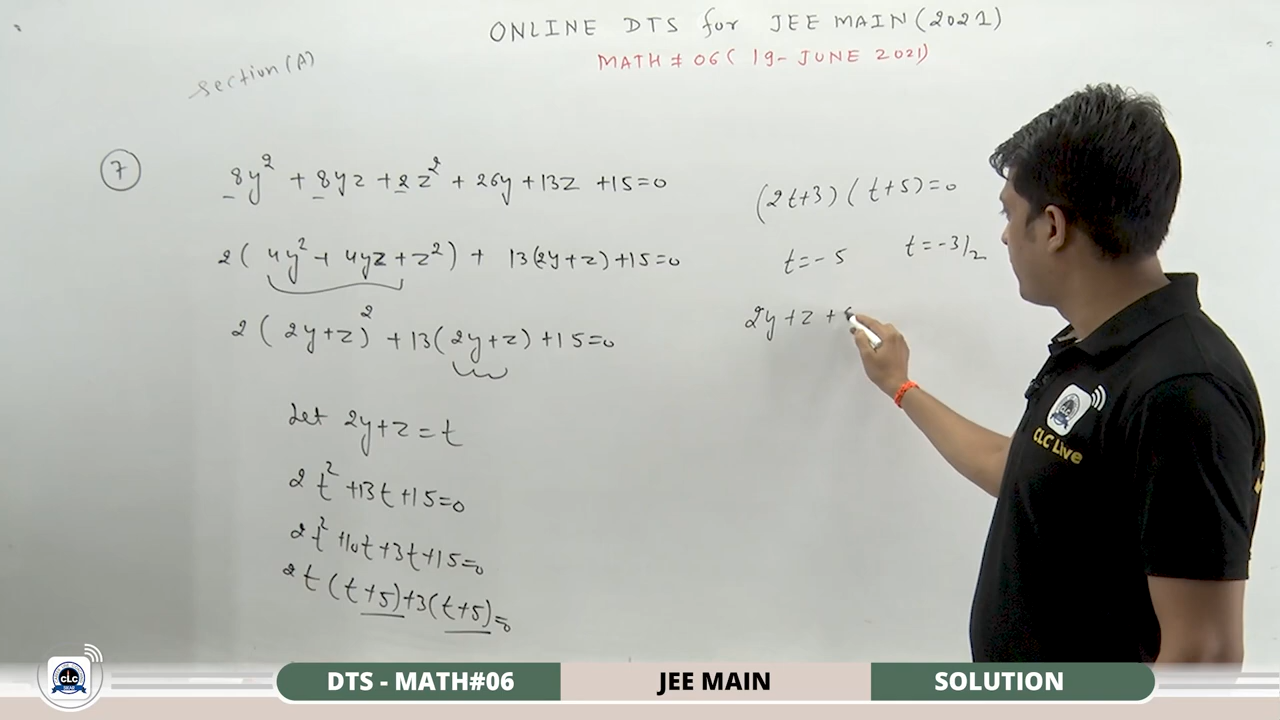 ONLINE DTS for JEE MAIN (2021)
MATH # 06 ( 19- JUNE 2021)
Section (A)
7
8y² + 8yz + 2z² + 26y + 13z + 15 = 0
2(4y² + 4yz + z²) + 13(2y + z) + 15 = 0
2(2y + z)² + 13(2y + z) + 15 = 0
Let 2y + z = t
2t² + 13t + 15 = 0
2t² + 10t + 3t + 15 = 0
2t(t + 5) + 3(t + 5) = 0
(2t + 3)(t + 5) = 0
t = -5 t = -3/2
2y + z +
CLC Live
CLC
DTS - MATH#06
JEE MAIN
SOLUTION